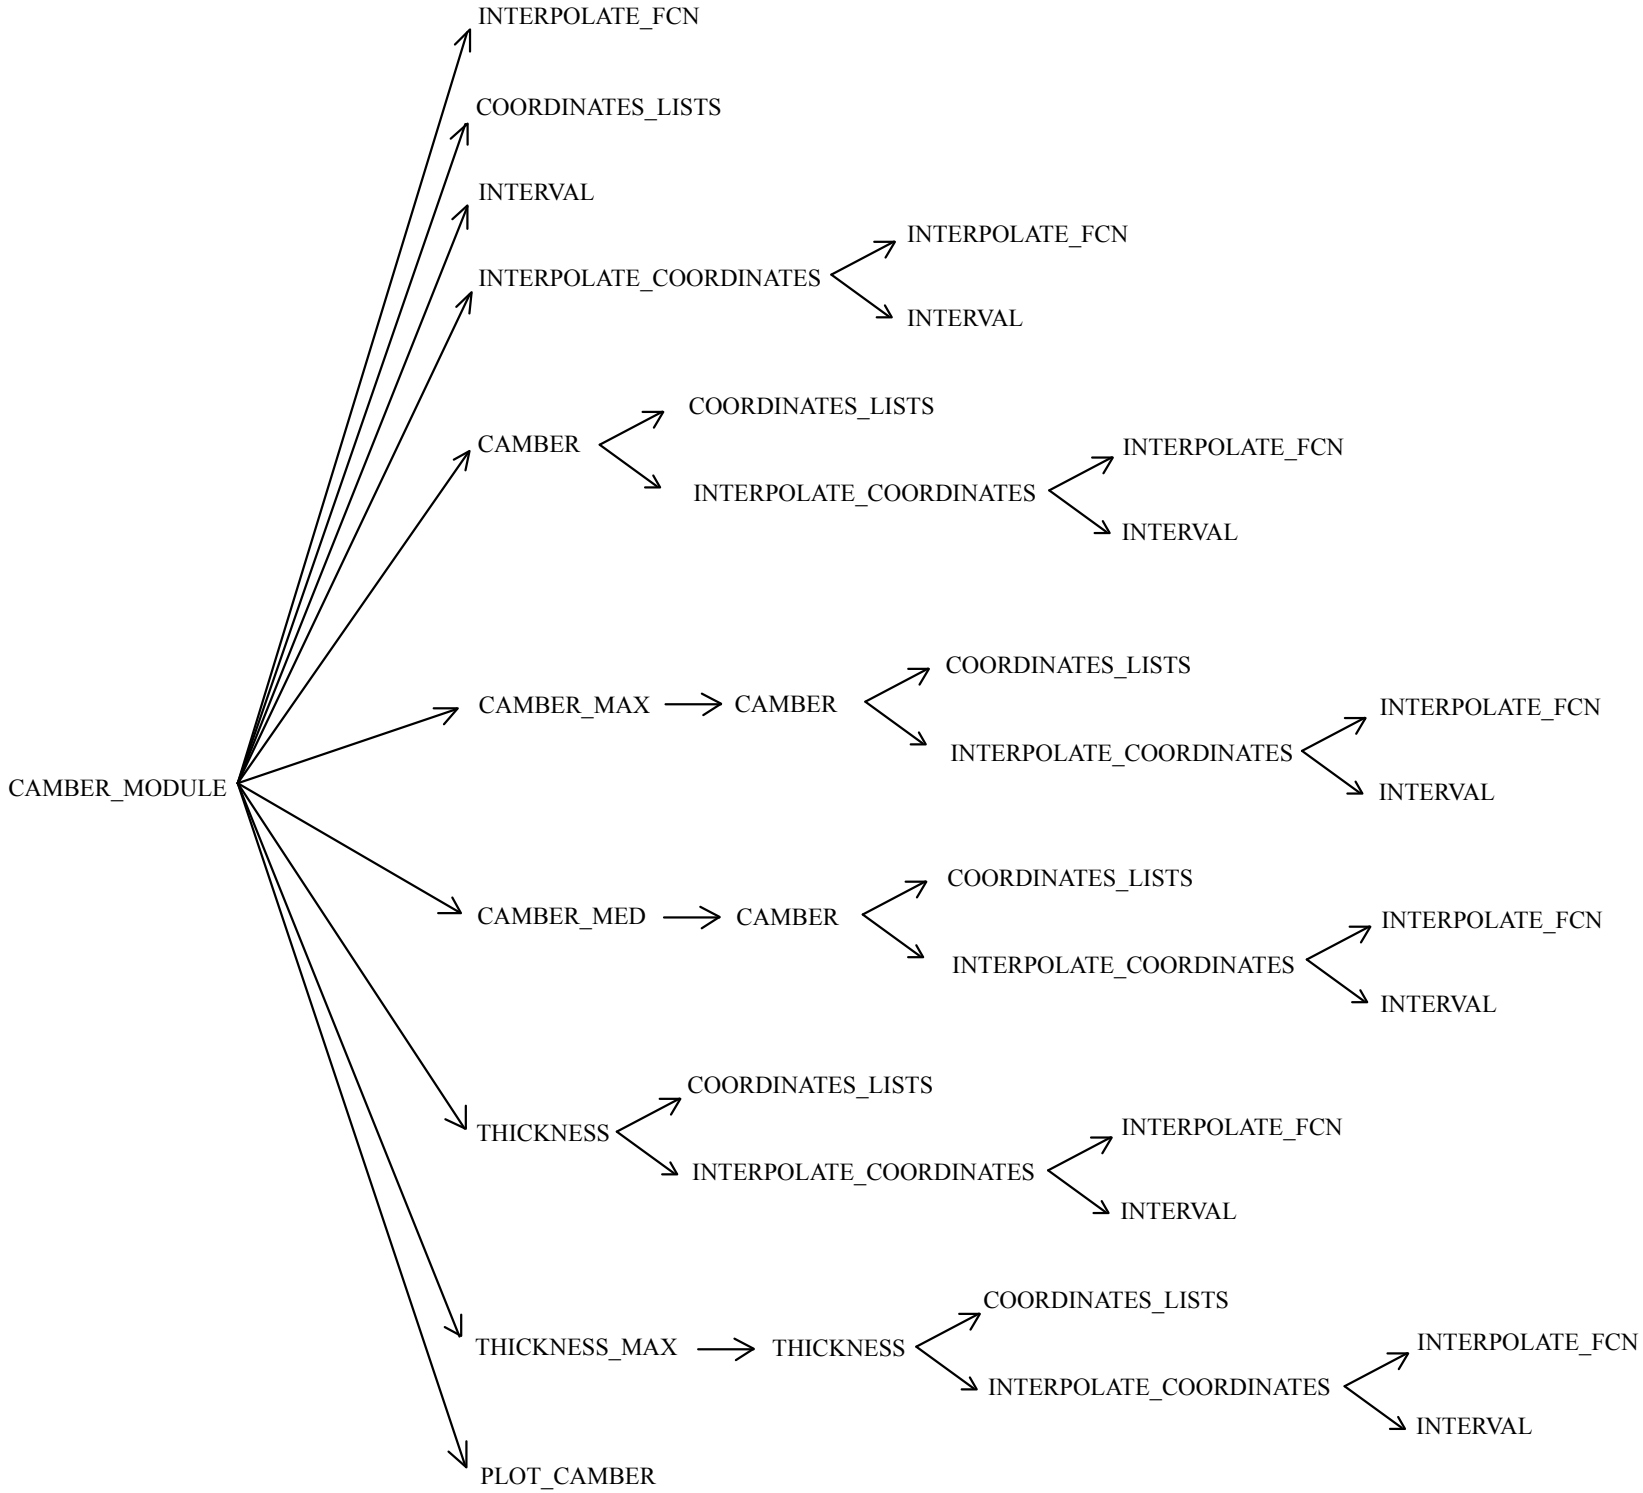 INTERPOLATE_FCN
COORDINATES_LISTS
INTERVAL
INTERPOLATE_COORDINATES
INTERPOLATE_FCN
INTERVAL
CAMBER
COORDINATES_LISTS
INTERPOLATE_COORDINATES
INTERPOLATE_FCN
INTERVAL
CAMBER_MODULE
CAMBER_MAX
CAMBER
COORDINATES_LISTS
INTERPOLATE_COORDINATES
INTERPOLATE_FCN
INTERVAL
CAMBER_MED
CAMBER
COORDINATES_LISTS
INTERPOLATE_COORDINATES
INTERPOLATE_FCN
INTERVAL
THICKNESS
COORDINATES_LISTS
INTERPOLATE_COORDINATES
INTERPOLATE_FCN
INTERVAL
THICKNESS_MAX
THICKNESS
COORDINATES_LISTS
INTERPOLATE_COORDINATES
INTERPOLATE_FCN
INTERVAL
PLOT_CAMBER